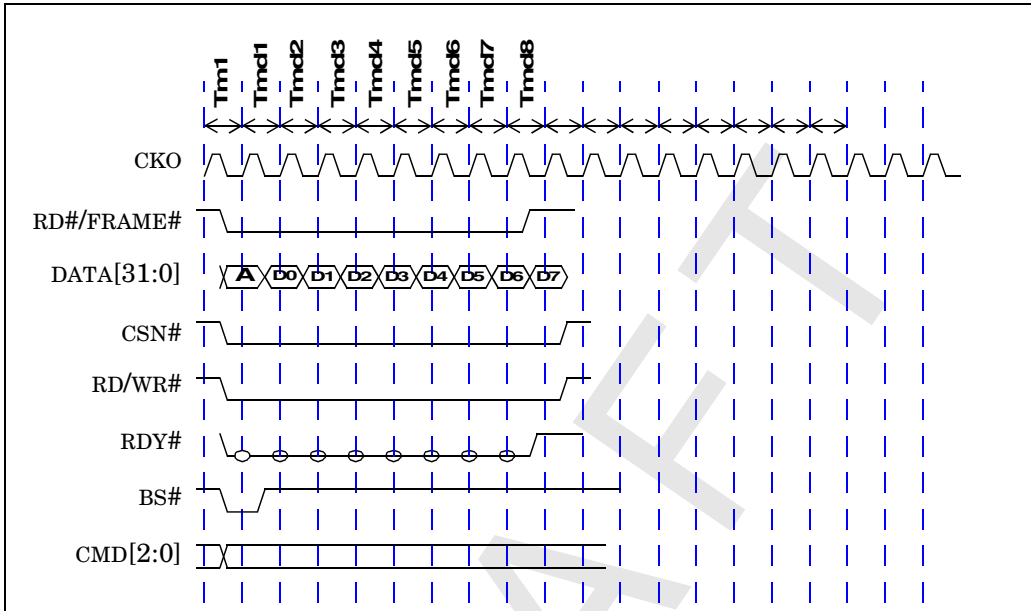 Tm1 Tmd1 Tmd2 Tmd3 Tmd4 Tmd5 Tmd6 Tmd7 Tmd8
CKO
RD#/FRAME#
DATA[31:0] A D0 D1 D2 D3 D4 D5 D6 D7
CSN#
RD/WR#
RDY#
BS#
CMD[2:0]
AFT